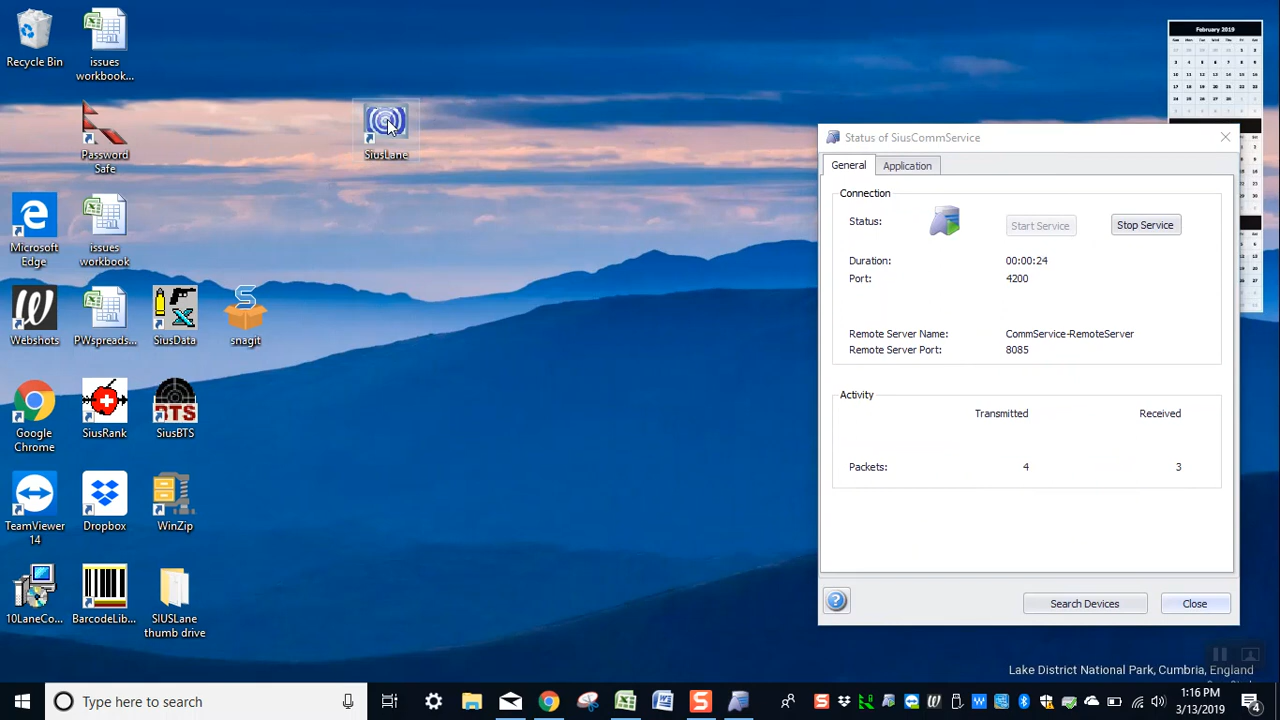 Recycle Bin
issues
workbook...
Password
Safe
SiusLane
Microsoft
Edge
issues
workbook
Webshots
PWspreads...
SiusData
S
snagit
Google
Chrome
SiusRank
BTS
SiusBTS
TeamViewer
14
Dropbox
WinZip
10LaneCo...
BarcodeLib...
SIUSLane
thumb drive
February 2019
Status of SiusCommService
General
Application
Connection
Status:
Start Service
Stop Service
Duration:
00:00:24
Port:
4200
Remote Server Name:
CommService-RemoteServer
Remote Server Port:
8085
Activity
Transmitted
Received
Packets:
4
3
Search Devices
Close
Lake District National Park, Cumbria, England
Type here to search
1:16 PM
3/13/2019
4